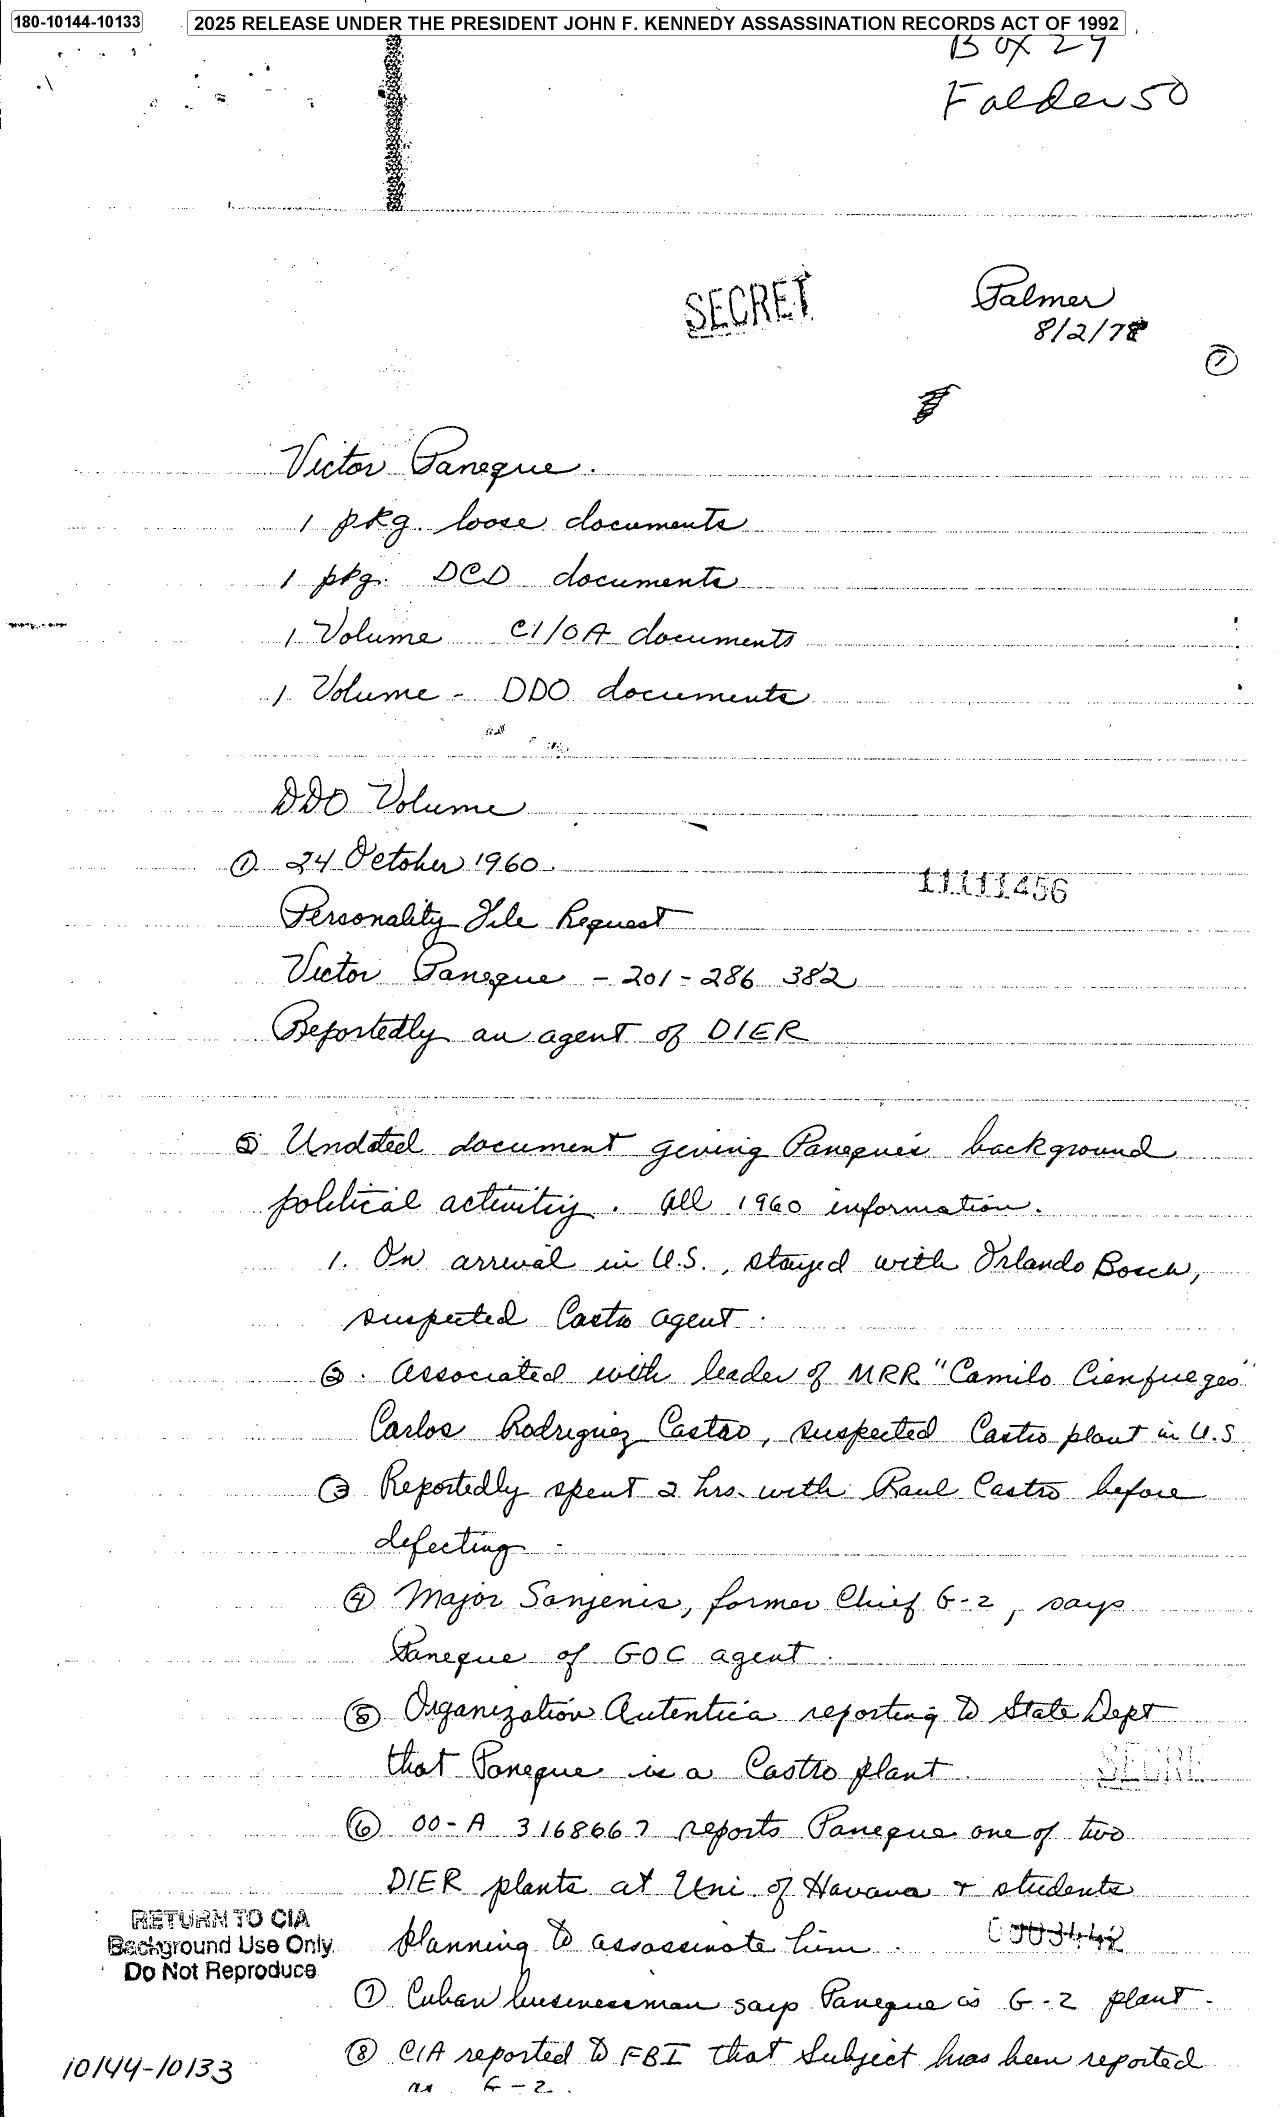 180-10144-10133
2025 RELEASE UNDER THE PRESIDENT JOHN F. KENNEDY ASSASSINATION RECORDS ACT OF 1992
Box 27
Folder 50
SECRET
Palmer
8/2/78
①
Victor Paneque.
1 pkg. loose documents
1 pkg. DCD documents
1 Volume CI/OA documents
1 Volume - DDO documents
DDO Volume
① 24 October 1960
11111456
Personality File Request
Victor Paneque - 201-286 382
Reportedly an agent of DIER
② Undated document giving Paneque's background
political activity. All 1960 information.
1. On arrival in U.S., stayed with Orlando Bosch,
suspected Castro agent.
②. Associated with leader of MRR "Camilo Cienfuegos"
Carlos Rodriguez Castro, suspected Castro plant in U.S
③ Reportedly spent 2 hrs. with Raul Castro before
defecting.
④ Major Sanjenis, former Chief G-2, says
Paneque of GOC agent.
⑤ Organization Autentica reporting to State Dept
that Paneque is a Castro plant.
SECRE
⑥ 00-A 3168667 reports Paneque one of two
DIER plants at Uni of Havana + students
planning to assassinate him.
RETURN TO CIA
Background Use Only
Do Not Reproduce
⑦ Cuban businessman says Paneque is G-2 plant.
⑧ CIA reported to FBI that Subject has been reported
as G-2.
10144-10133